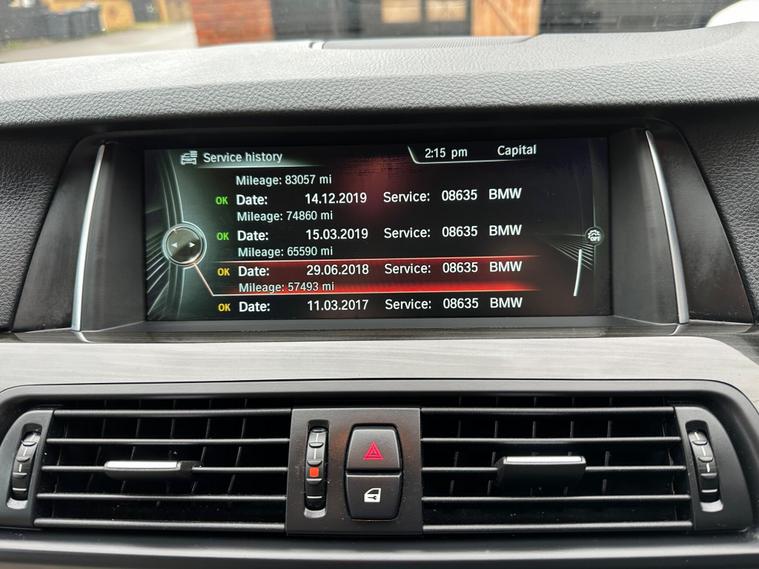 Service history
2:15 pm
Capital
Mileage: 83057 mi
OK Date: 14.12.2019 Service: 08635 BMW
Mileage: 74860 mi
OK Date: 15.03.2019 Service: 08635 BMW
Mileage: 65590 mi
OK Date: 29.06.2018 Service: 08635 BMW
Mileage: 57493 mi
OK Date: 11.03.2017 Service: 08635 BMW
OFF